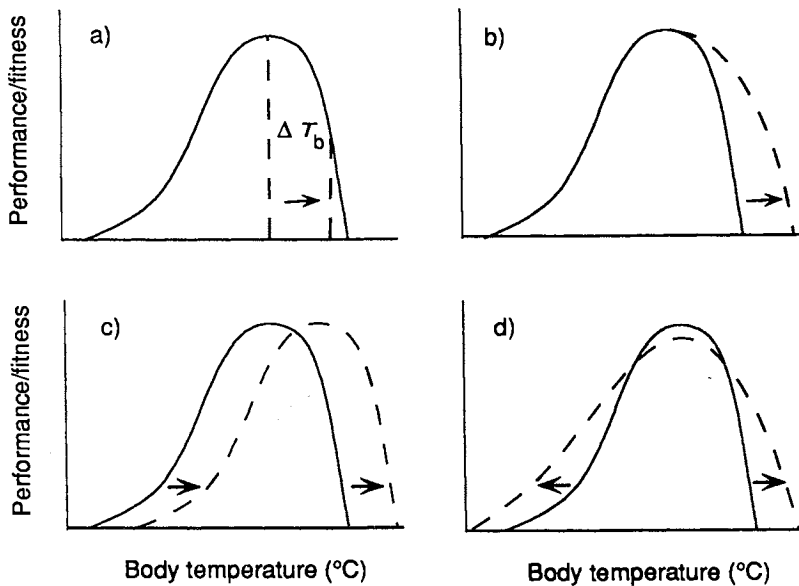 a)
b)
Performance/fitness
Δ T_b
c)
d)
Performance/fitness
Body temperature (°C)
Body temperature (°C)